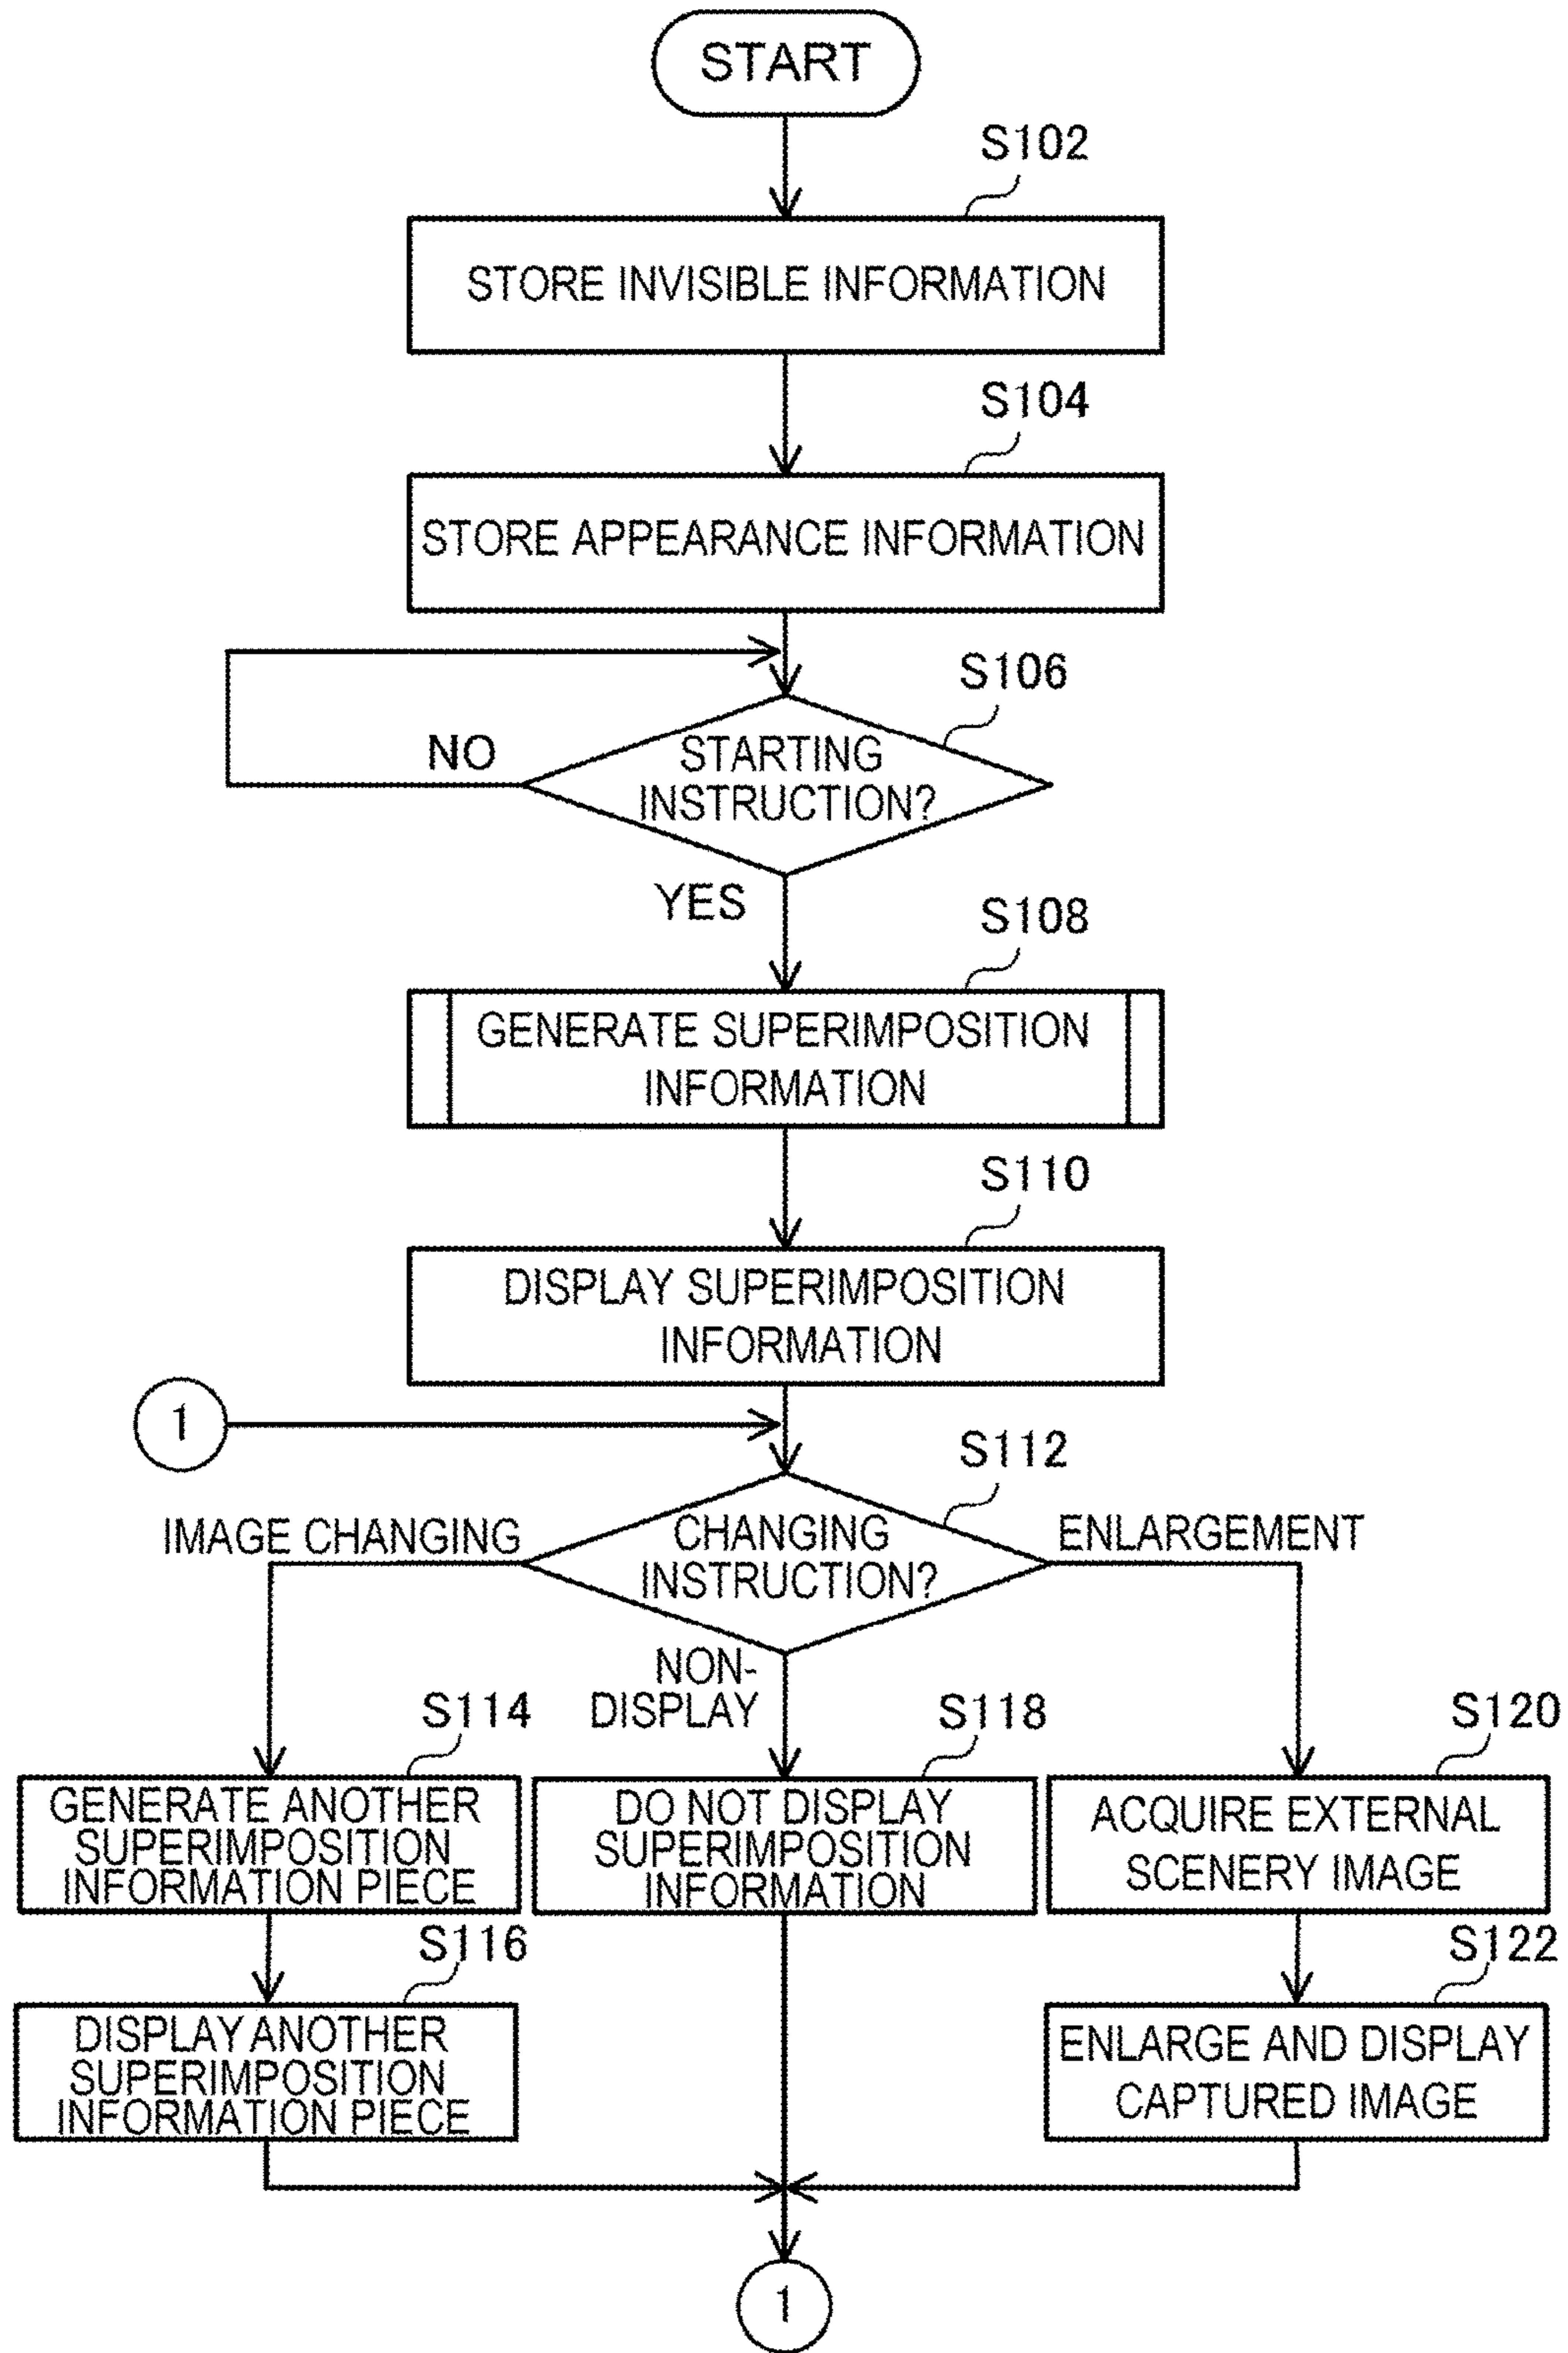 START
S102
STORE INVISIBLE INFORMATION
S104
STORE APPEARANCE INFORMATION
S106
NO
STARTING
INSTRUCTION?
YES
S108
GENERATE SUPERIMPOSITION
INFORMATION
S110
DISPLAY SUPERIMPOSITION
INFORMATION
1
S112
IMAGE CHANGING
CHANGING
INSTRUCTION?
ENLARGEMENT
NON-
DISPLAY
S114
GENERATE ANOTHER
SUPERIMPOSITION
INFORMATION PIECE
S118
DO NOT DISPLAY
SUPERIMPOSITION
INFORMATION
S120
ACQUIRE EXTERNAL
SCENERY IMAGE
S116
DISPLAY ANOTHER
SUPERIMPOSITION
INFORMATION PIECE
S122
ENLARGE AND DISPLAY
CAPTURED IMAGE
1